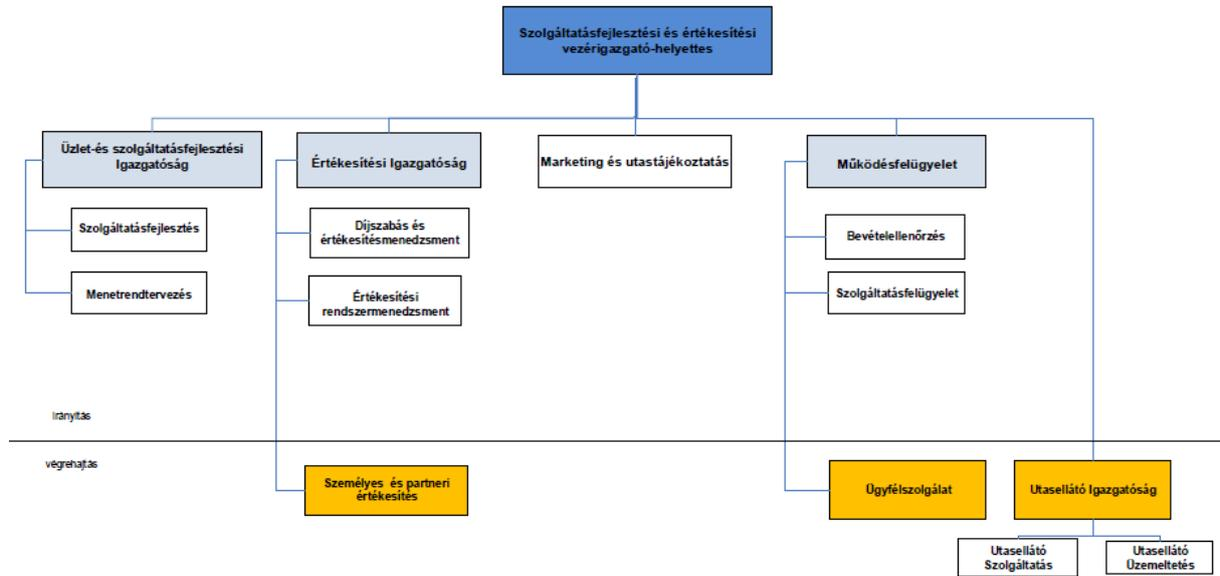 Szolgáltatásfejlesztési és értékesítési
vezérigazgató-helyettes
Üzlet-és szolgáltatásfejlesztési
Igazgatóság
Értékesítési Igazgatóság
Marketing és utastájékoztatás
Működésfelügyelet
Szolgáltatásfejlesztés
Díjszabás és
értékesítésmenedzsment
Bevételellenőrzés
Menetrendtervezés
Értékesítési
rendszermenedzsment
Szolgáltatásfelügyelet
Irányítás
végrehajtás
Személyes és partneri
értékesítés
Ügyfélszolgálat
Utasellátó Igazgatóság
Utasellátó
Szolgáltatás
Utasellátó
Üzemeltetés